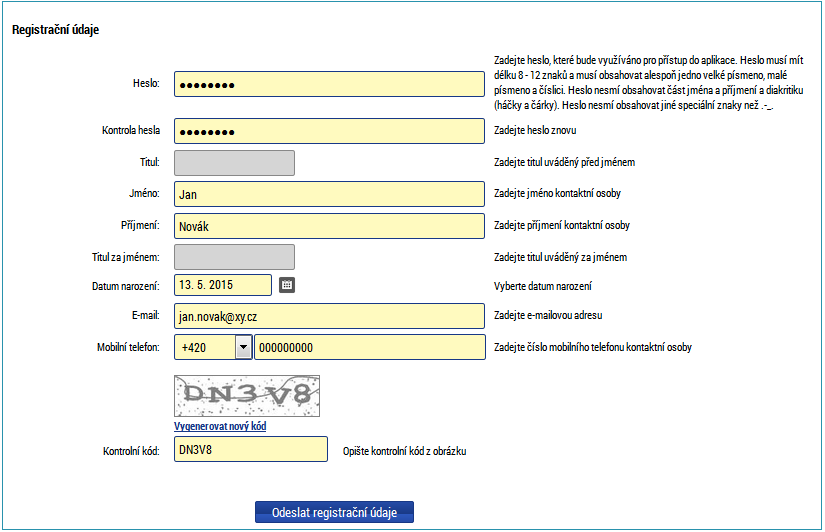 Registrační údaje
Zadejte heslo, které bude využíváno pro přístup do aplikace. Heslo musí mít
Heslo: ●●●●●●●● délku 8 - 12 znaků a musí obsahovat alespoň jedno velké písmeno, malé
písmeno a číslici. Heslo nesmí obsahovat část jména a příjmení a diakritiku
(háčky a čárky). Heslo nesmí obsahovat jiné speciální znaky než .-_.
Kontrola hesla ●●●●●●●● Zadejte heslo znovu
Titul: Zadejte titul uváděný před jménem
Jméno: Jan Zadejte jméno kontaktní osoby
Příjmení: Novák Zadejte příjmení kontaktní osoby
Titul za jménem: Zadejte titul uváděný za jménem
Datum narození: 13. 5. 2015 Vyberte datum narození
E-mail: jan.novak@xy.cz Zadejte e-mailovou adresu
Mobilní telefon: +420 000000000 Zadejte číslo mobilního telefonu kontaktní osoby
DN3V8
Vygenerovat nový kód
Kontrolní kód: DN3V8 Opište kontrolní kód z obrázku
Odeslat registrační údaje